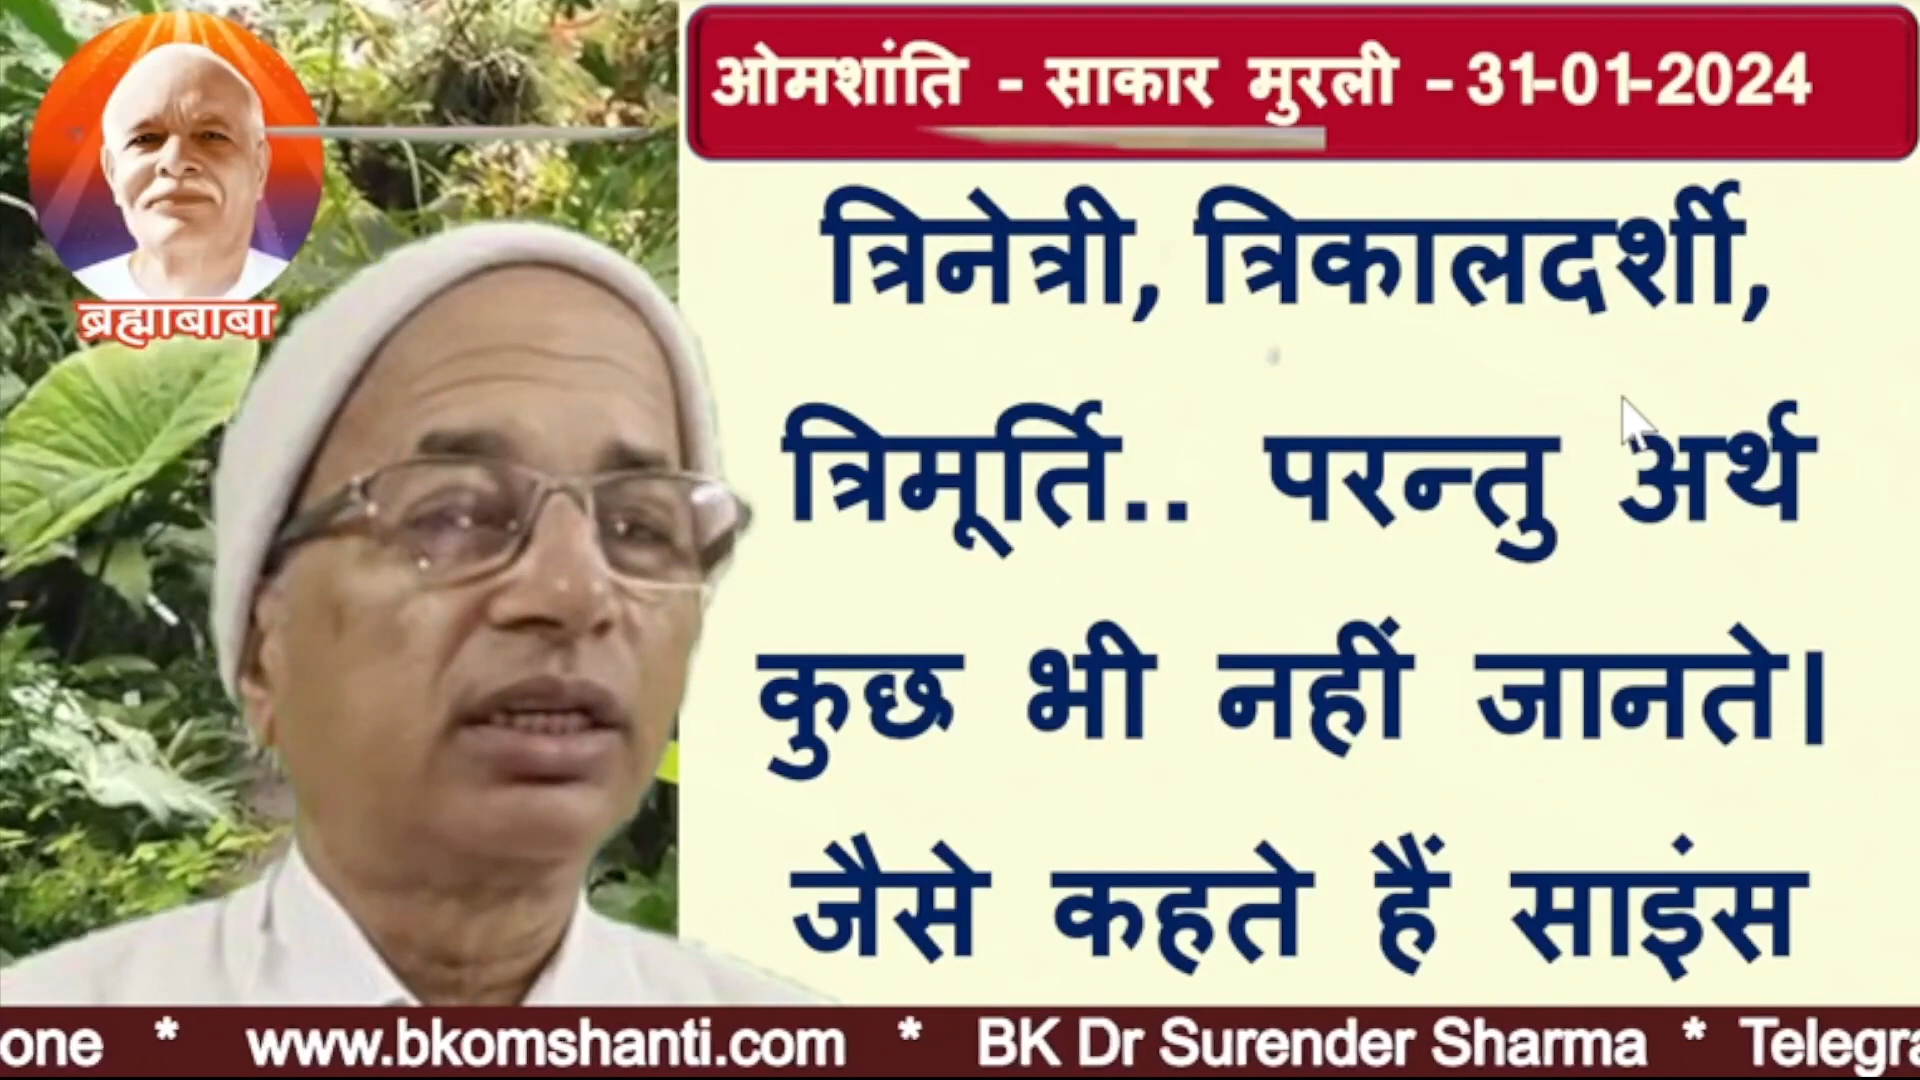 ओमशांति - साकार मुरली - 31-01-2024
ब्रह्माबाबा
त्रिनेत्री, त्रिकालदर्शी,
त्रिमूर्ति.. परन्तु अर्थ
कुछ भी नहीं जानते।
जैसे कहते हैं साइंस
one * www.bkomshanti.com * BK Dr Surender Sharma * Telegra